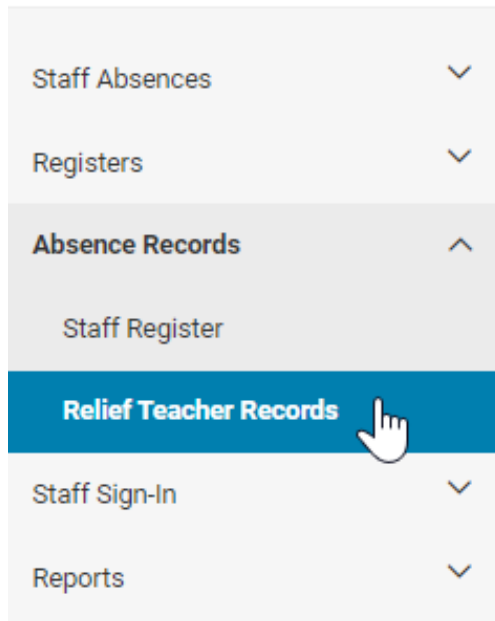 Staff Absences
Registers
Absence Records
Staff Register
Relief Teacher Records
Staff Sign-In
Reports